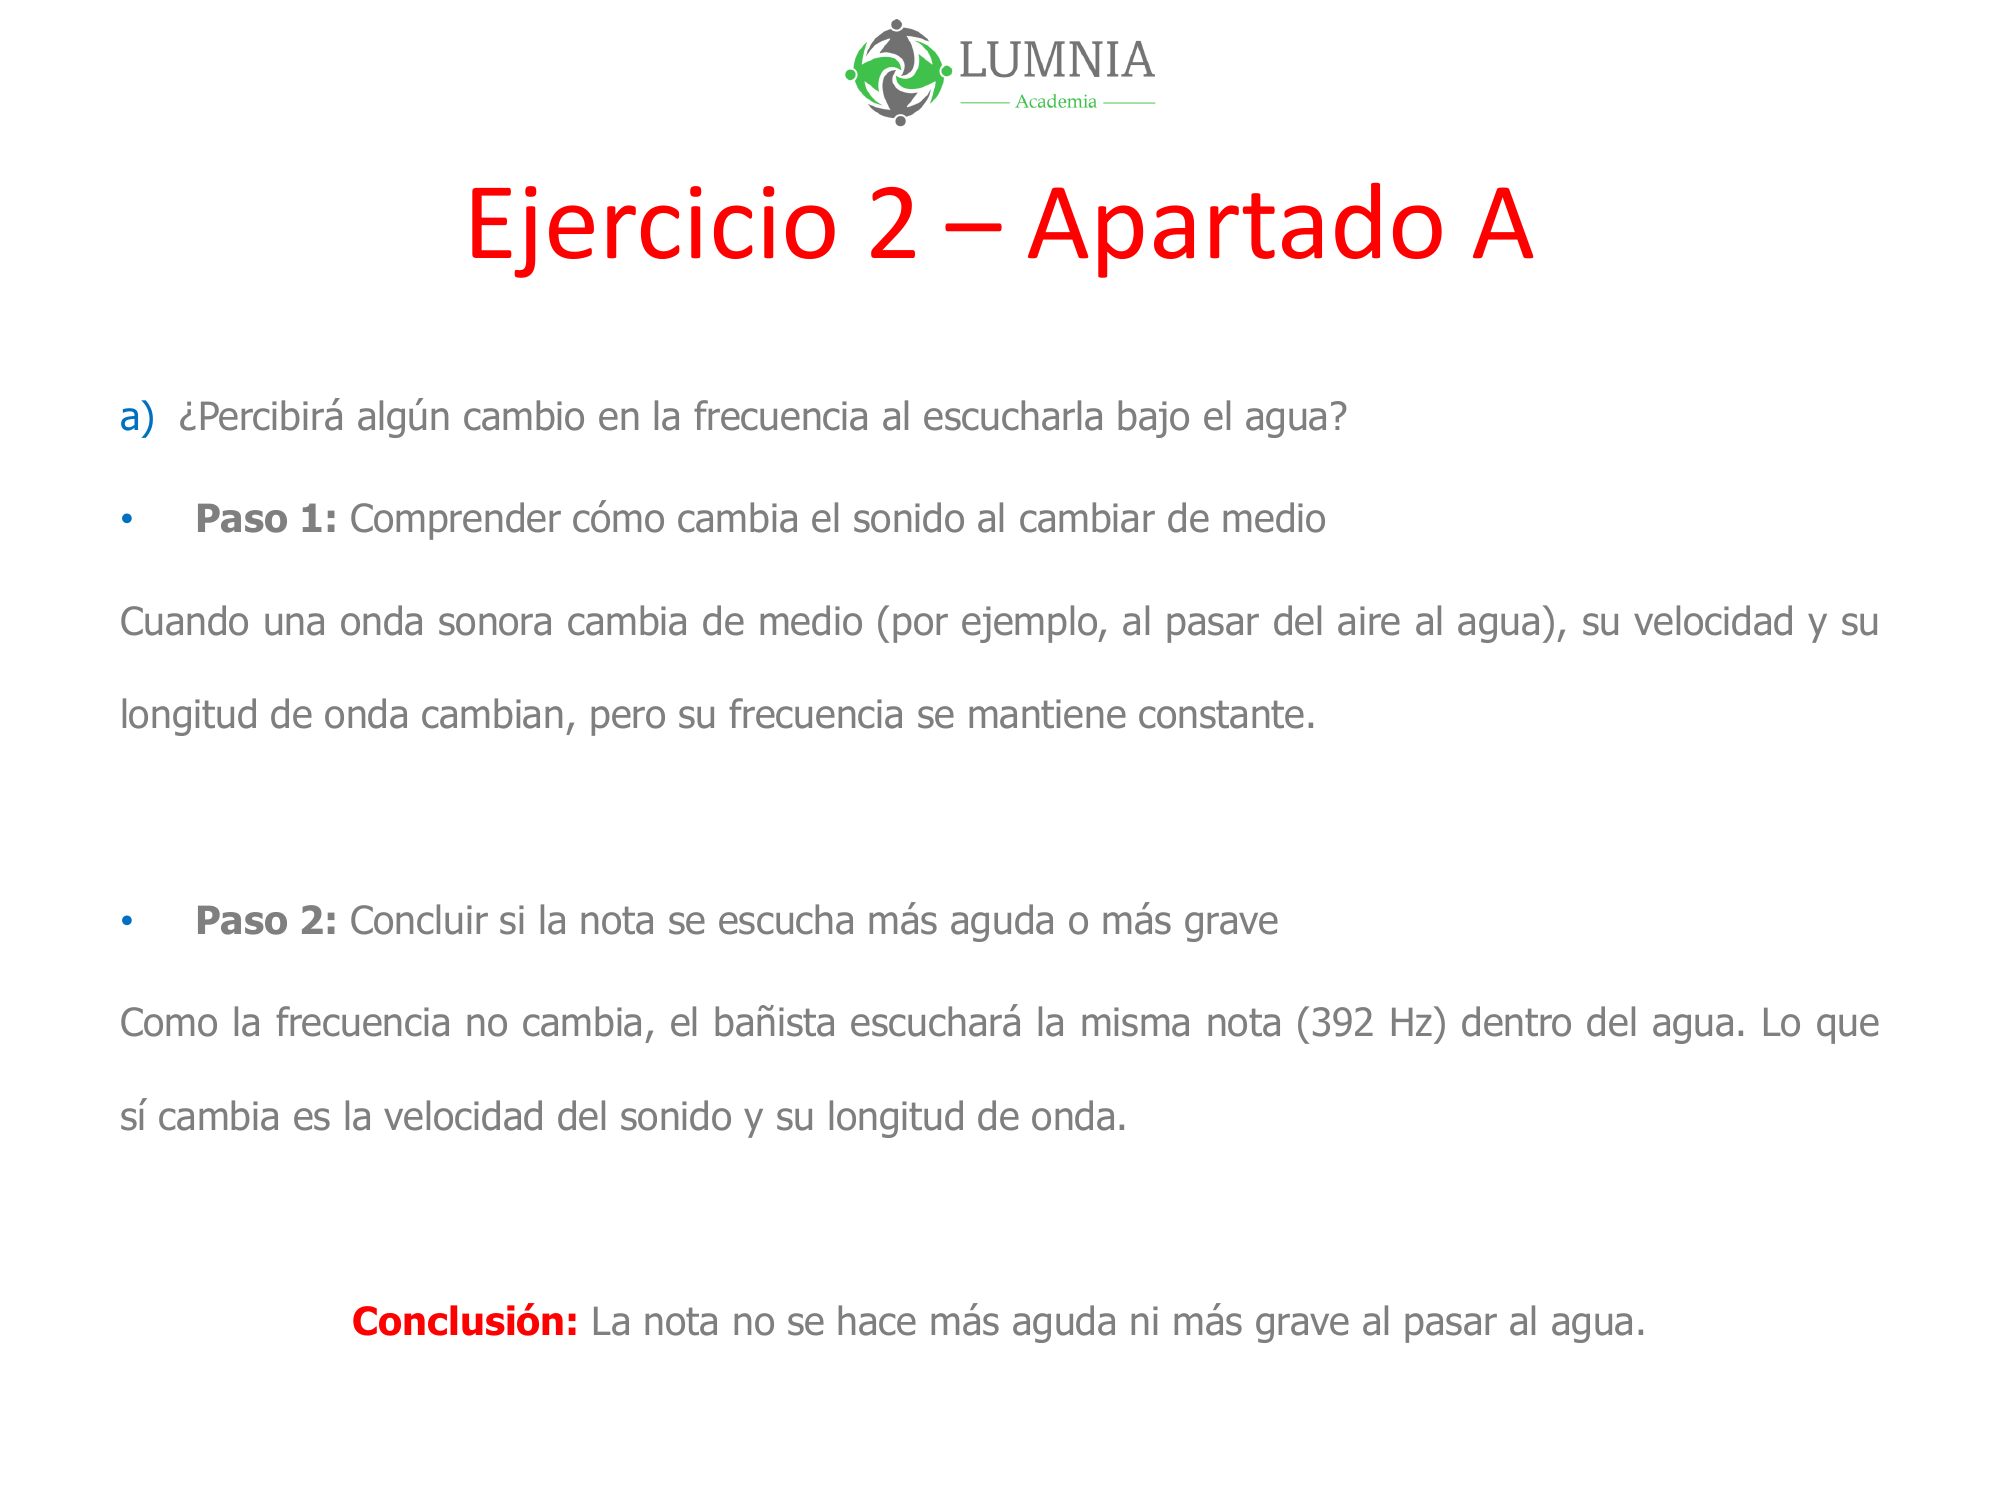 LUMNIA
Academia
Ejercicio 2 – Apartado A
a) ¿Percibirá algún cambio en la frecuencia al escucharla bajo el agua?
• Paso 1: Comprender cómo cambia el sonido al cambiar de medio
Cuando una onda sonora cambia de medio (por ejemplo, al pasar del aire al agua), su velocidad y su
longitud de onda cambian, pero su frecuencia se mantiene constante.
• Paso 2: Concluir si la nota se escucha más aguda o más grave
Como la frecuencia no cambia, el bañista escuchará la misma nota (392 Hz) dentro del agua. Lo que
sí cambia es la velocidad del sonido y su longitud de onda.
Conclusión: La nota no se hace más aguda ni más grave al pasar al agua.